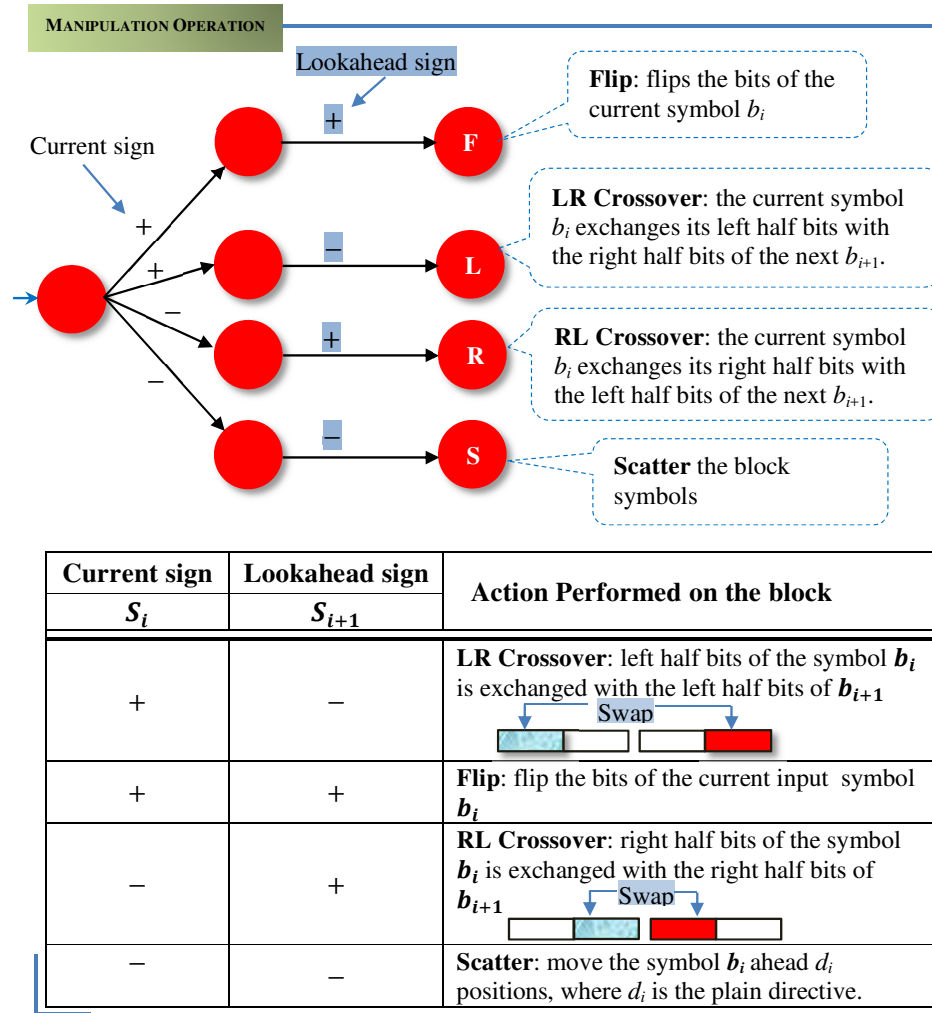 MANIPULATION OPERATION
Lookahead sign
Current sign
+
+
−
−
+
−
+
−
F
L
R
S
Flip: flips the bits of the
current symbol bᵢ
LR Crossover: the current symbol
bᵢ exchanges its left half bits with
the right half bits of the next bᵢ₊₁.
RL Crossover: the current symbol
bᵢ exchanges its right half bits with
the left half bits of the next bᵢ₊₁.
Scatter the block
symbols
Current sign Lookahead sign Action Performed on the block
Sᵢ Sᵢ₊₁
+ − LR Crossover: left half bits of the symbol bᵢ
is exchanged with the left half bits of bᵢ₊₁
Swap
+ + Flip: flip the bits of the current input symbol
bᵢ
− + RL Crossover: right half bits of the symbol
bᵢ is exchanged with the right half bits of
bᵢ₊₁
Swap
− − Scatter: move the symbol bᵢ ahead dᵢ
positions, where dᵢ is the plain directive.